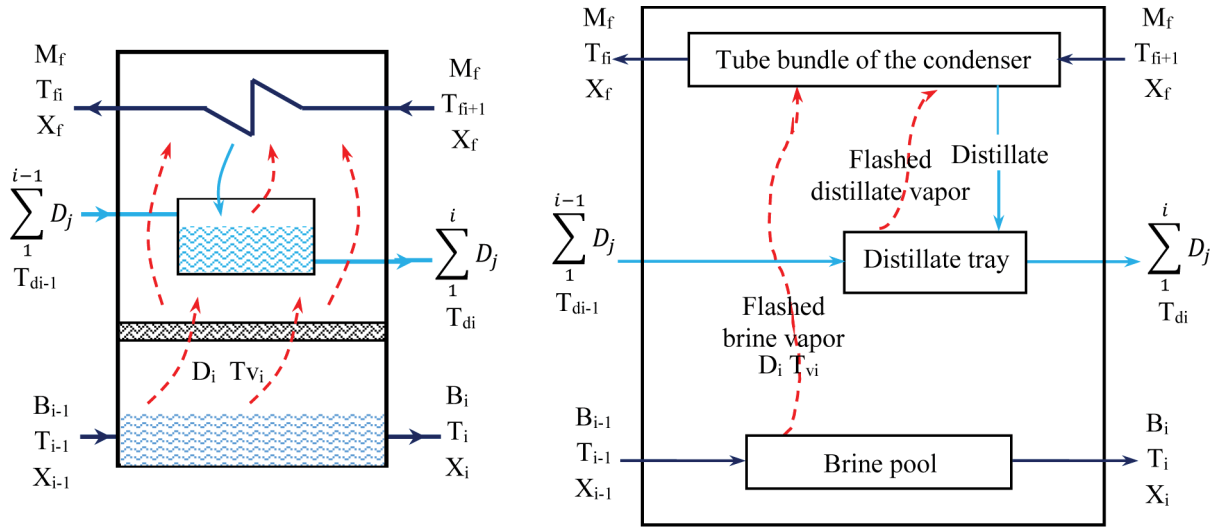 M_f
T_fi
X_f
M_f
T_fi+1
X_f
i-1
∑ D_j
1
T_di-1
i
∑ D_j
1
T_di
D_i Tv_i
B_i-1
T_i-1
X_i-1
B_i
T_i
X_i
M_f
T_fi
X_f
Tube bundle of the condenser
M_f
T_fi+1
X_f
Flashed
distillate vapor
Distillate
i-1
∑ D_j
1
T_di-1
Distillate tray
i
∑ D_j
1
T_di
Flashed
brine vapor
D_i T_vi
B_i-1
T_i-1
X_i-1
Brine pool
B_i
T_i
X_i